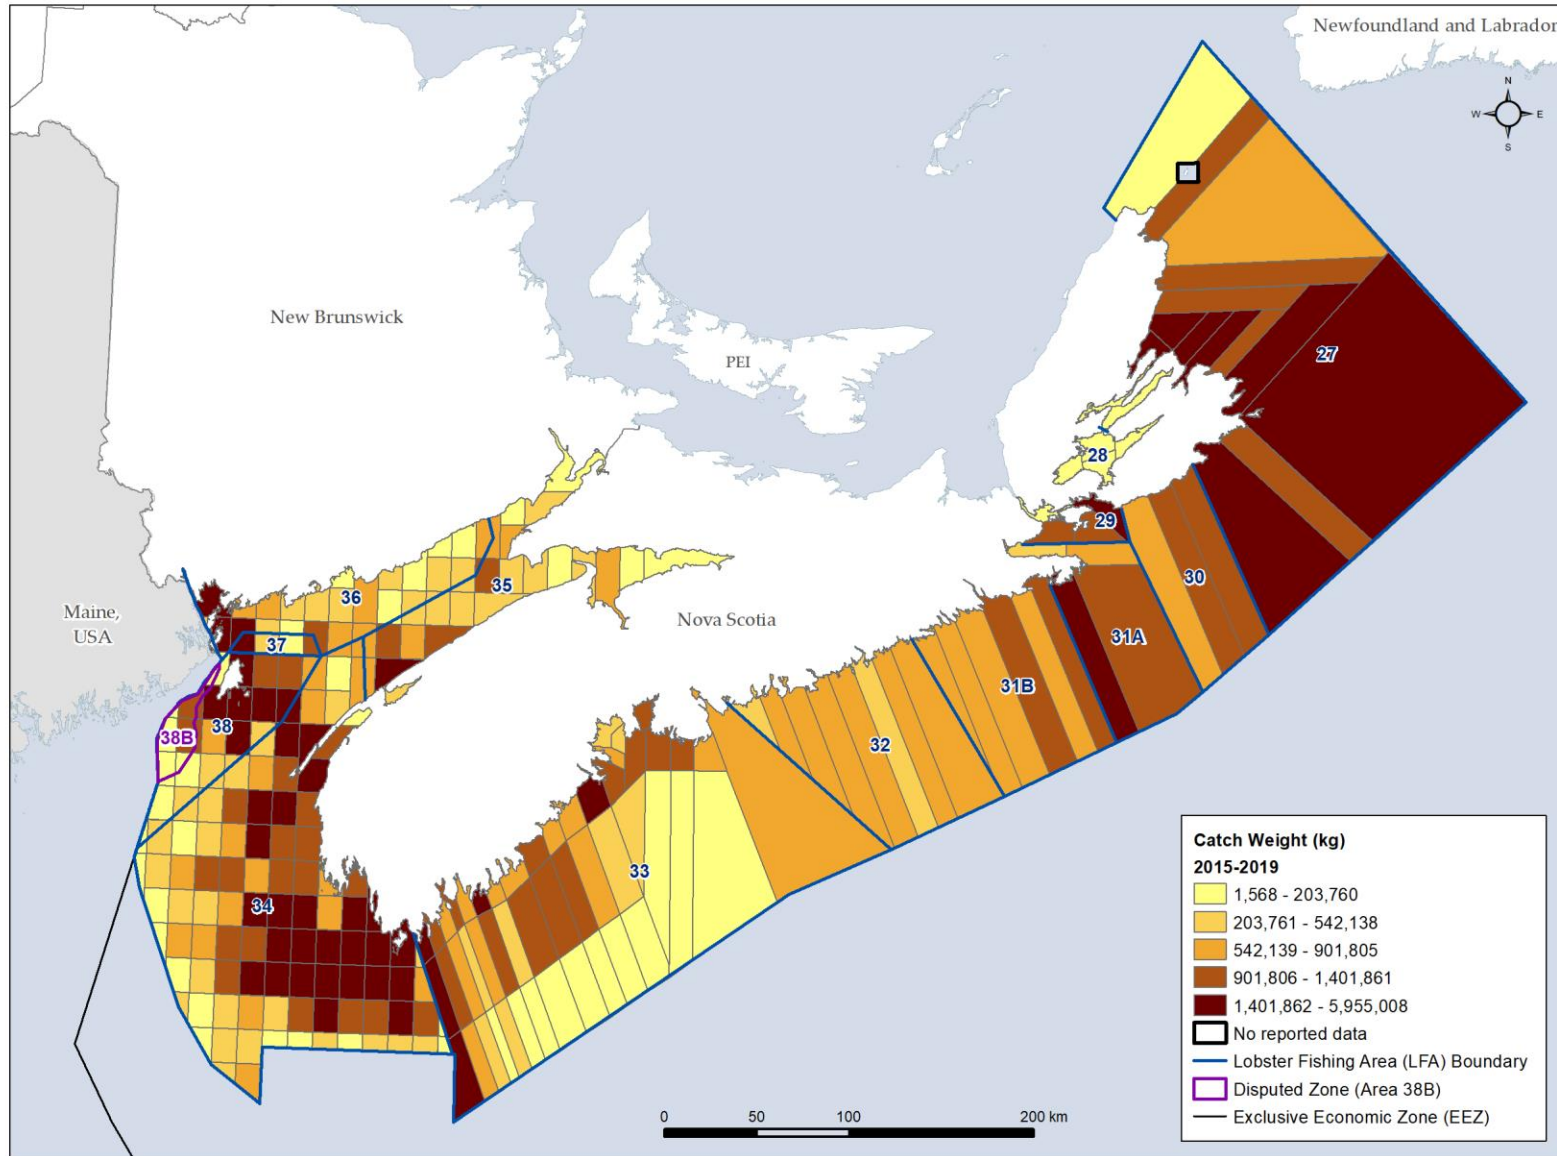 Newfoundland and Labrador
N
W
E
S
New Brunswick
PEI
27
28
29
Maine,
USA
36
35
37
Nova Scotia
30
31A
38
38B
31B
32
33
34
Catch Weight (kg)
2015-2019
1,568 - 203,760
203,761 - 542,138
542,139 - 901,805
901,806 - 1,401,861
1,401,862 - 5,955,008
No reported data
Lobster Fishing Area (LFA) Boundary
Disputed Zone (Area 38B)
Exclusive Economic Zone (EEZ)
0 50 100 200 km